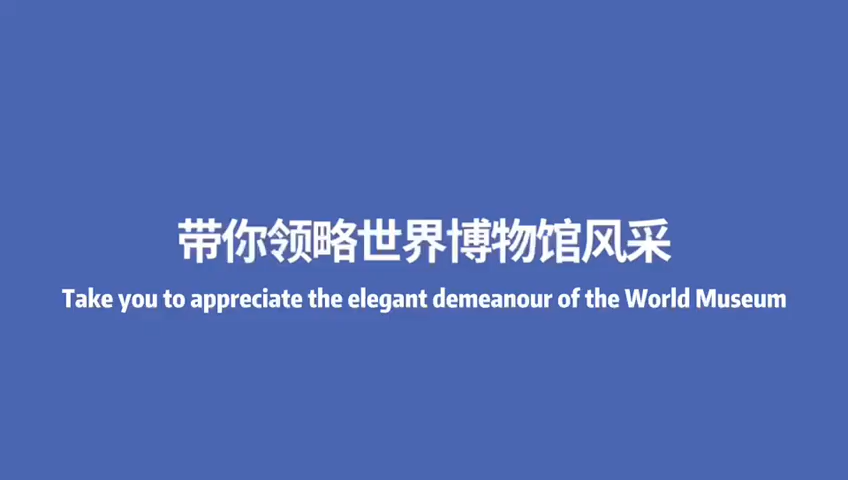 带你领略世界博物馆风采
Take you to appreciate the elegant demeanour of the World Museum